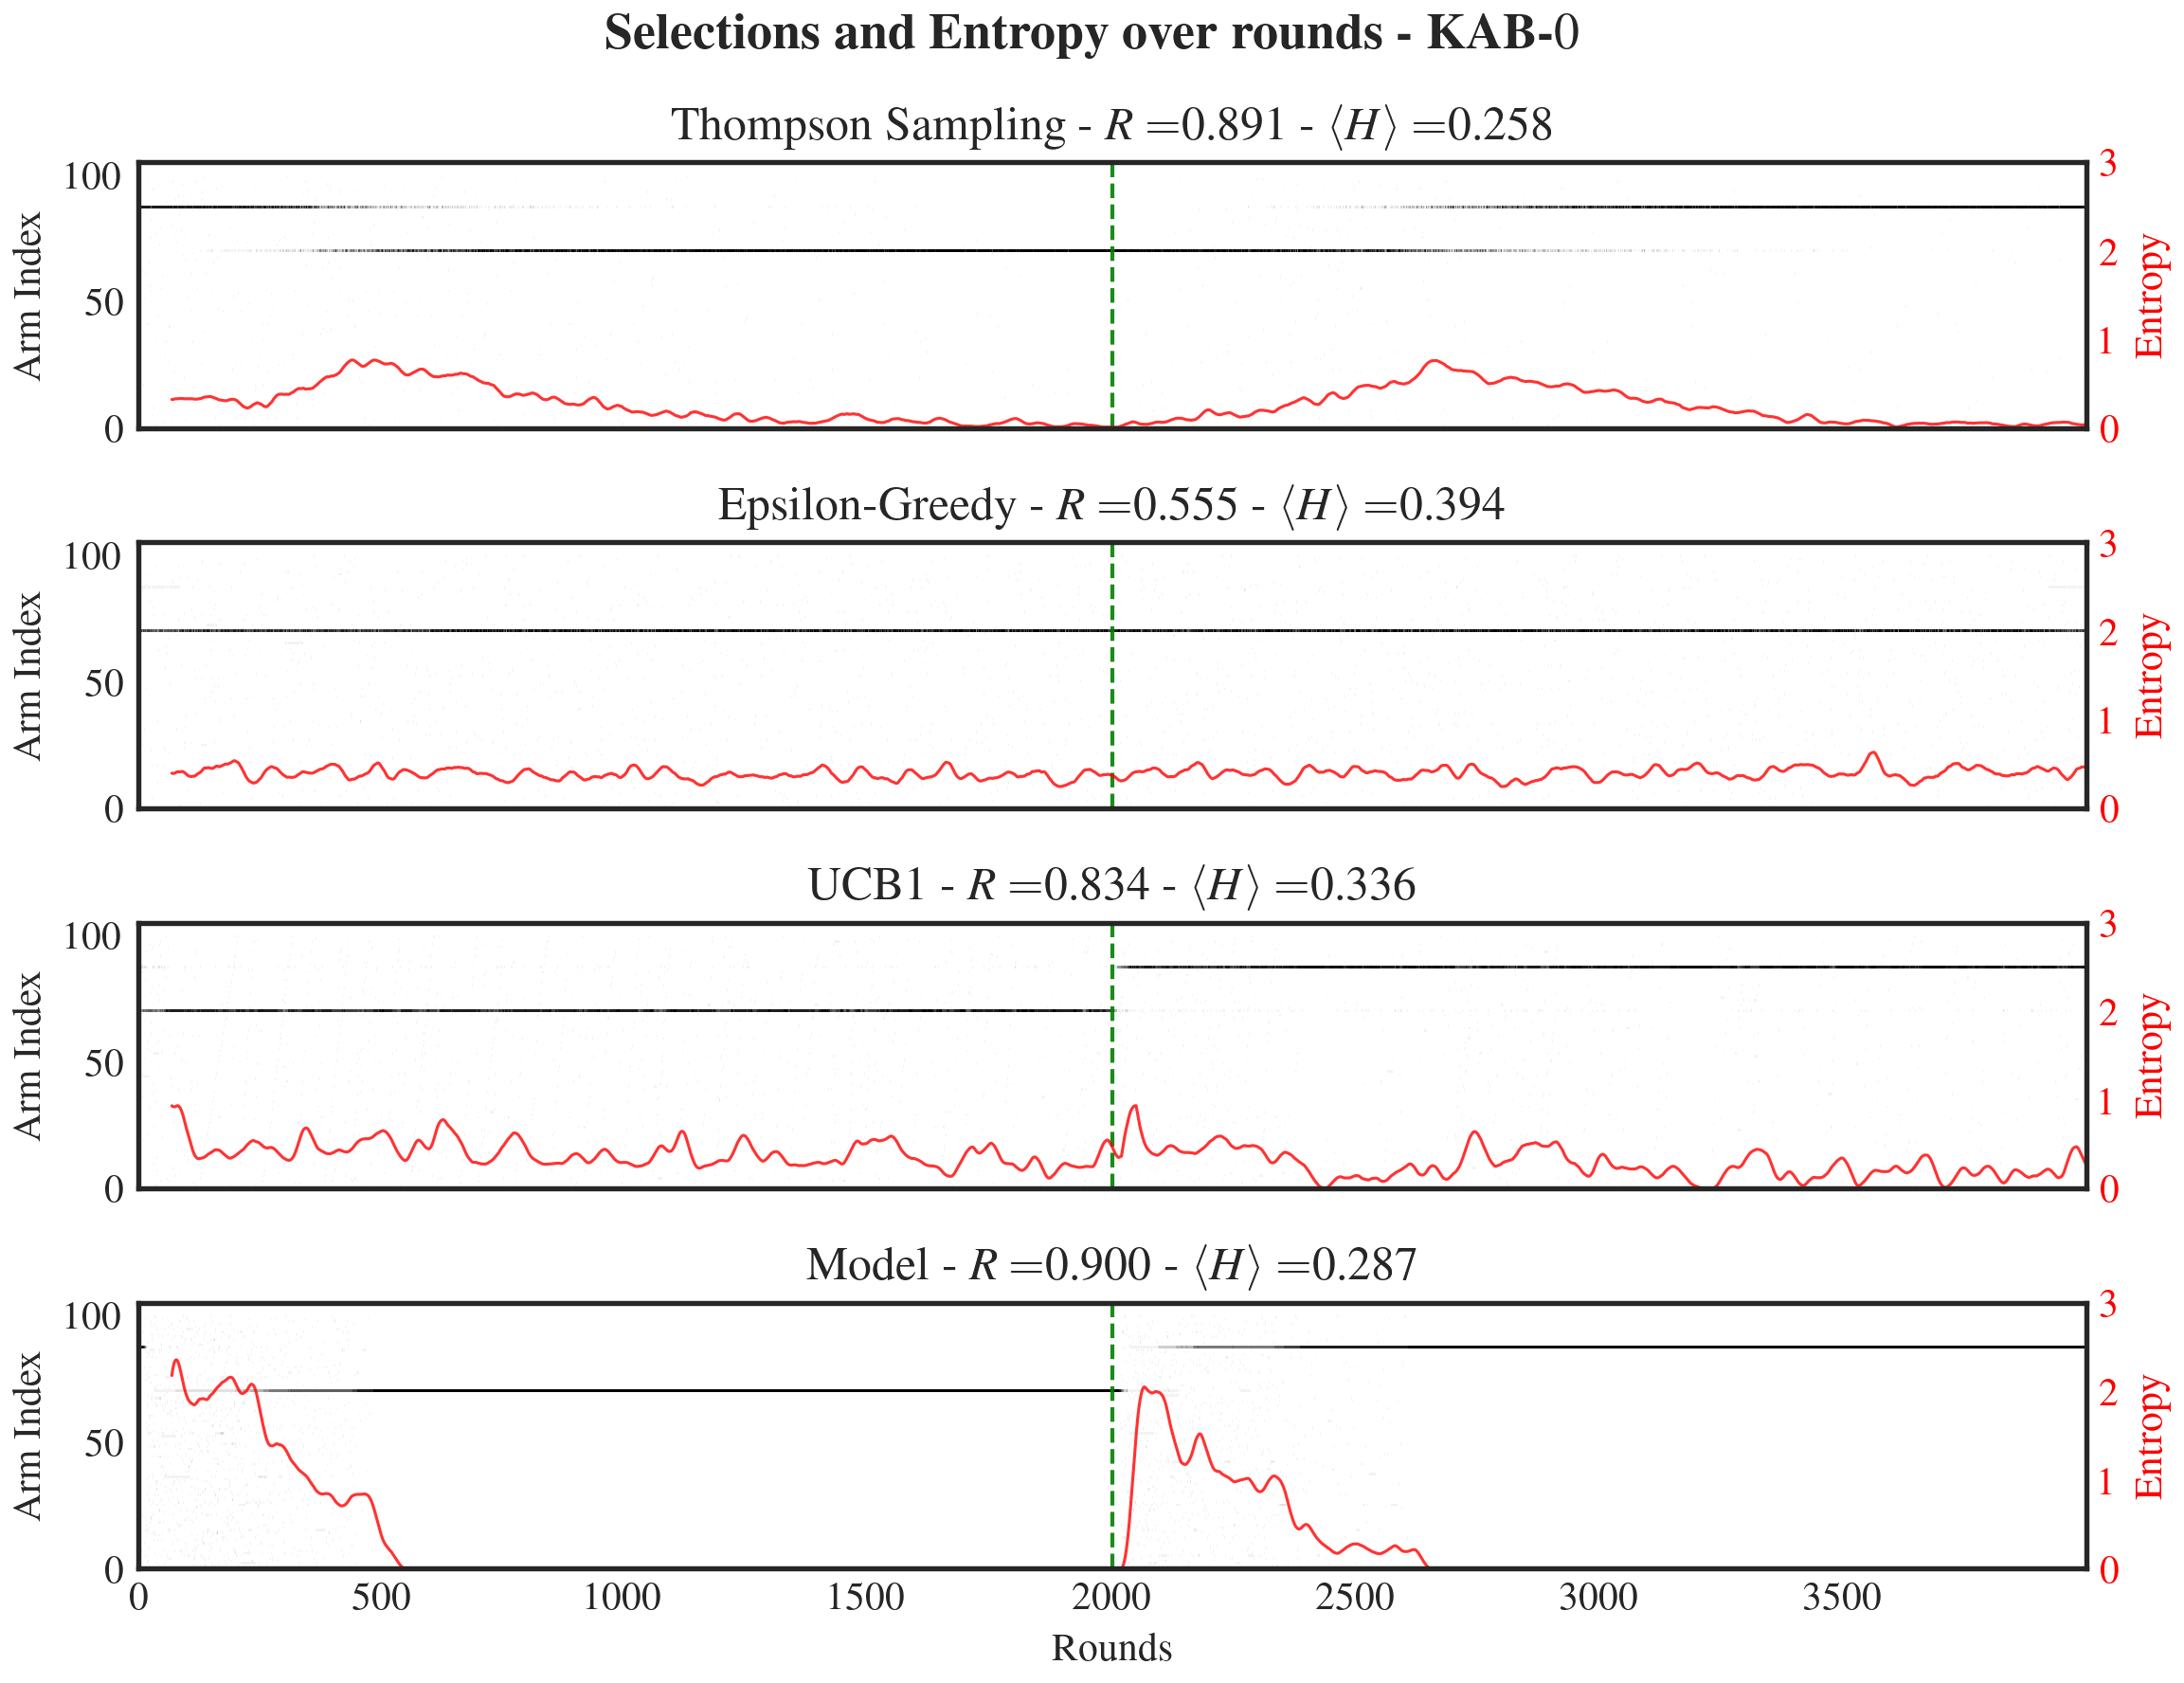 Selections and Entropy over rounds - KAB-0
Thompson Sampling - R =0.891 - ⟨H⟩ =0.258
100
50
0
Arm Index
3
2
1
0
Entropy
Epsilon-Greedy - R =0.555 - ⟨H⟩ =0.394
100
50
0
Arm Index
3
2
1
0
Entropy
UCB1 - R =0.834 - ⟨H⟩ =0.336
100
50
0
Arm Index
3
2
1
0
Entropy
Model - R =0.900 - ⟨H⟩ =0.287
100
50
0
Arm Index
3
2
1
0
Entropy
0 500 1000 1500 2000 2500 3000 3500
Rounds